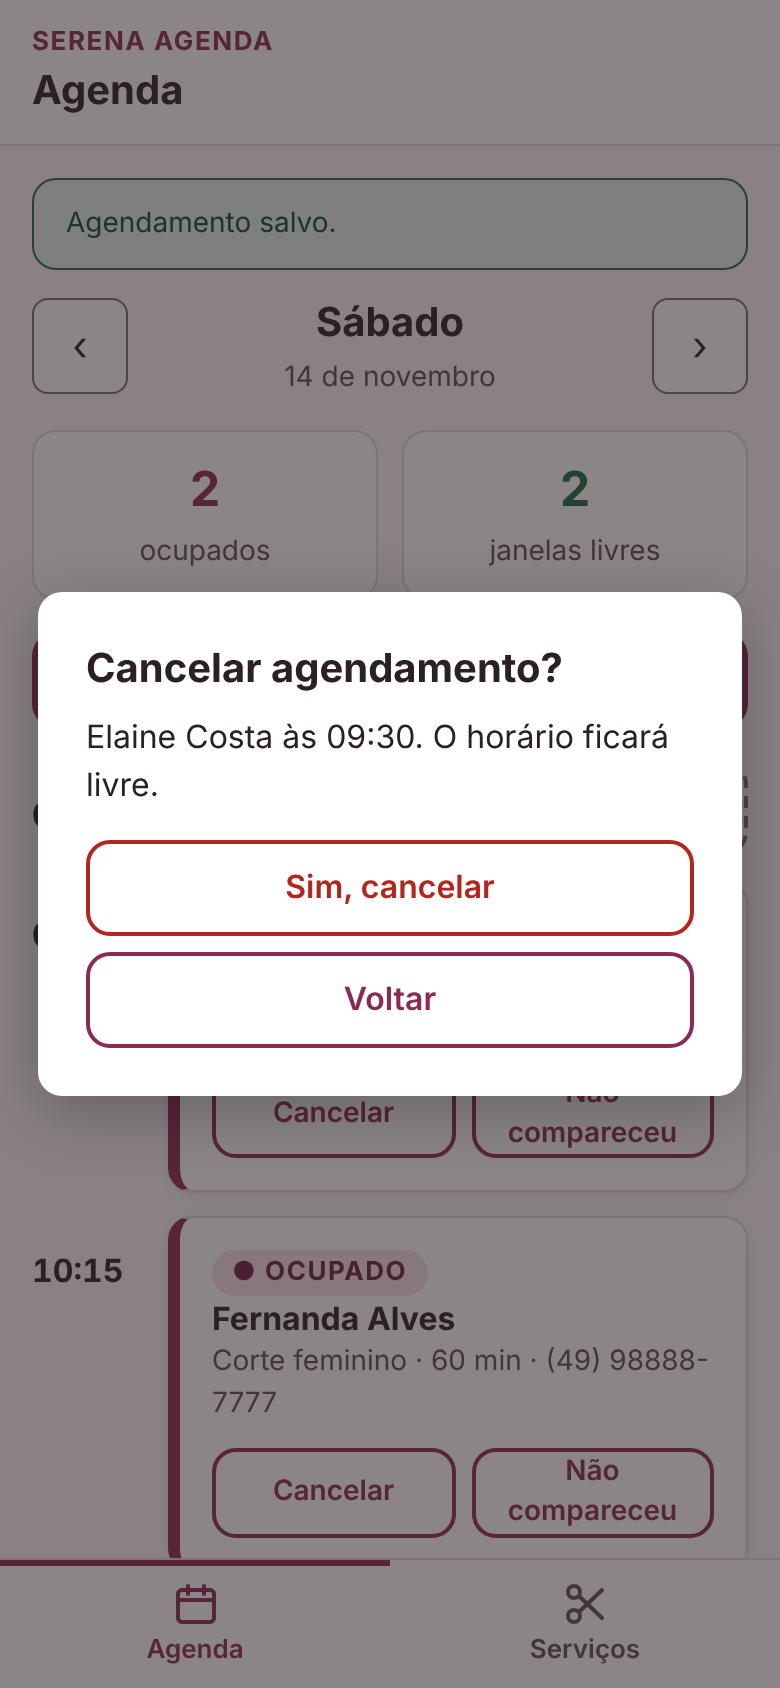 SERENA AGENDA
Agenda
Agendamento salvo.
‹
Sábado
14 de novembro
›
2
ocupados
2
janelas livres
Cancelar agendamento?
Elaine Costa às 09:30. O horário ficará
livre.
Sim, cancelar
Voltar
Cancelar
Não
compareceu
10:15
OCUPADO
Fernanda Alves
Corte feminino · 60 min · (49) 98888-
7777
Cancelar
Não
compareceu
Agenda
Serviços